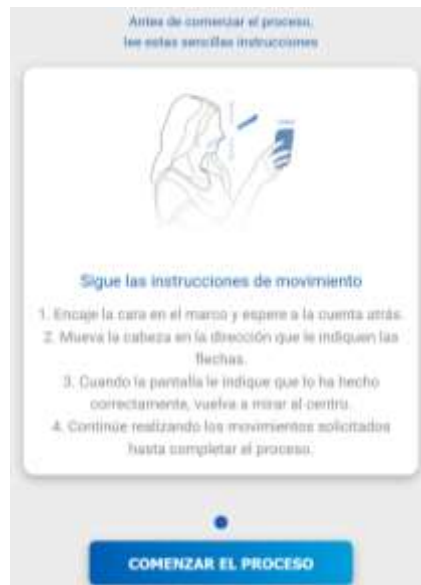 Antes de comenzar el proceso,
lee estas sencillas instrucciones
Sigue las instrucciones de movimiento
1. Encaje la cara en el marco y espere a la cuenta atrás.
2. Mueva la cabeza en la dirección que le indiquen las
flechas.
3. Cuando la pantalla le indique que lo ha hecho
correctamente, vuelva a mirar al centro.
4. Continúe realizando los movimientos solicitados
hasta completar el proceso.
COMENZAR EL PROCESO